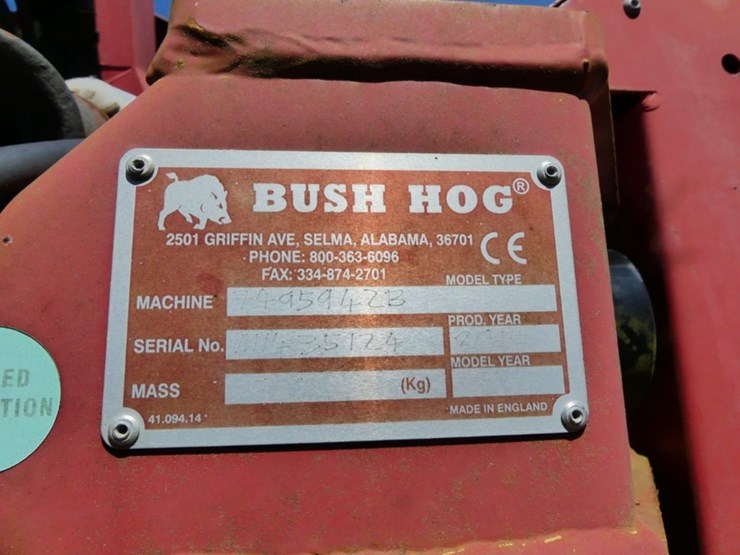 BUSH HOG®
2501 GRIFFIN AVE, SELMA, ALABAMA, 36701 CE
PHONE: 800-363-6096
FAX: 334-874-2701
MODEL TYPE
MACHINE
PROD. YEAR
SERIAL No.
MODEL YEAR
MASS (Kg)
41.094.14
MADE IN ENGLAND
ED
TION